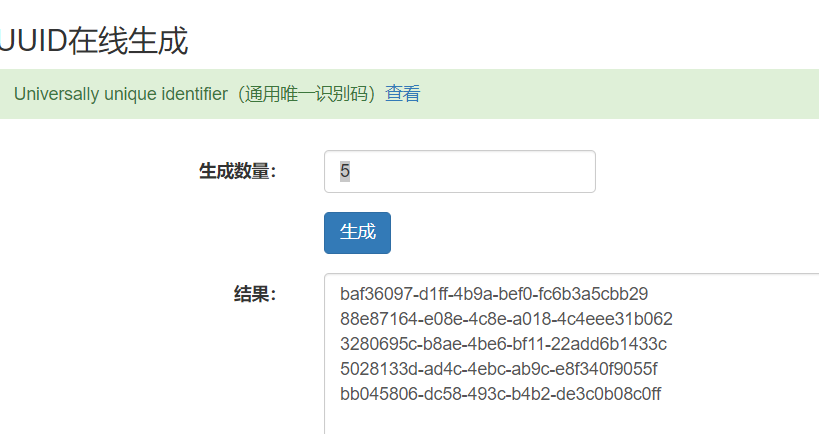 UUID在线生成
Universally unique identifier（通用唯一识别码）查看
生成数量： 5
生成
结果：
baf36097-d1ff-4b9a-bef0-fc6b3a5cbb29
88e87164-e08e-4c8e-a018-4c4eee31b062
3280695c-b8ae-4be6-bf11-22add6b1433c
5028133d-ad4c-4ebc-ab9c-e8f340f9055f
bb045806-dc58-493c-b4b2-de3c0b08c0ff